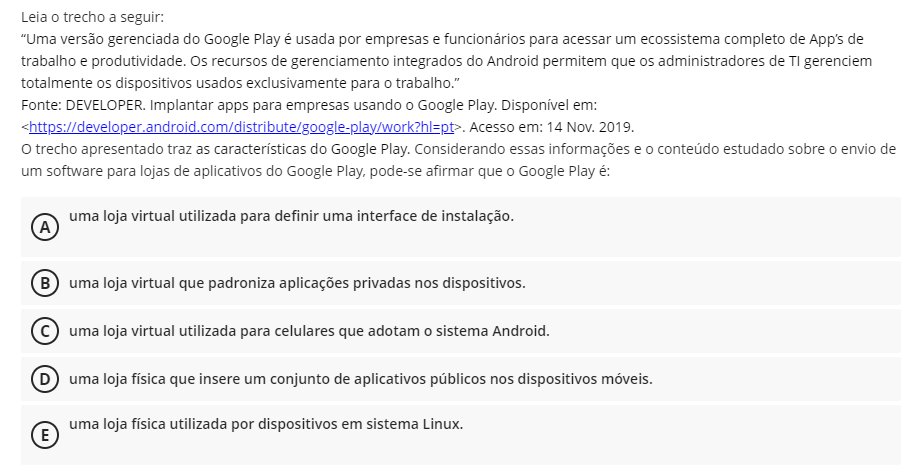 Leia o trecho a seguir:
“Uma versão gerenciada do Google Play é usada por empresas e funcionários para acessar um ecossistema completo de App’s de
trabalho e produtividade. Os recursos de gerenciamento integrados do Android permitem que os administradores de TI gerenciem
totalmente os dispositivos usados exclusivamente para o trabalho.”
Fonte: DEVELOPER. Implantar apps para empresas usando o Google Play. Disponível em:
<https://developer.android.com/distribute/google-play/work?hl=pt>. Acesso em: 14 Nov. 2019.
O trecho apresentado traz as características do Google Play. Considerando essas informações e o conteúdo estudado sobre o envio de
um software para lojas de aplicativos do Google Play, pode-se afirmar que o Google Play é:
A uma loja virtual utilizada para definir uma interface de instalação.
B uma loja virtual que padroniza aplicações privadas nos dispositivos.
C uma loja virtual utilizada para celulares que adotam o sistema Android.
D uma loja física que insere um conjunto de aplicativos públicos nos dispositivos móveis.
E uma loja física utilizada por dispositivos em sistema Linux.